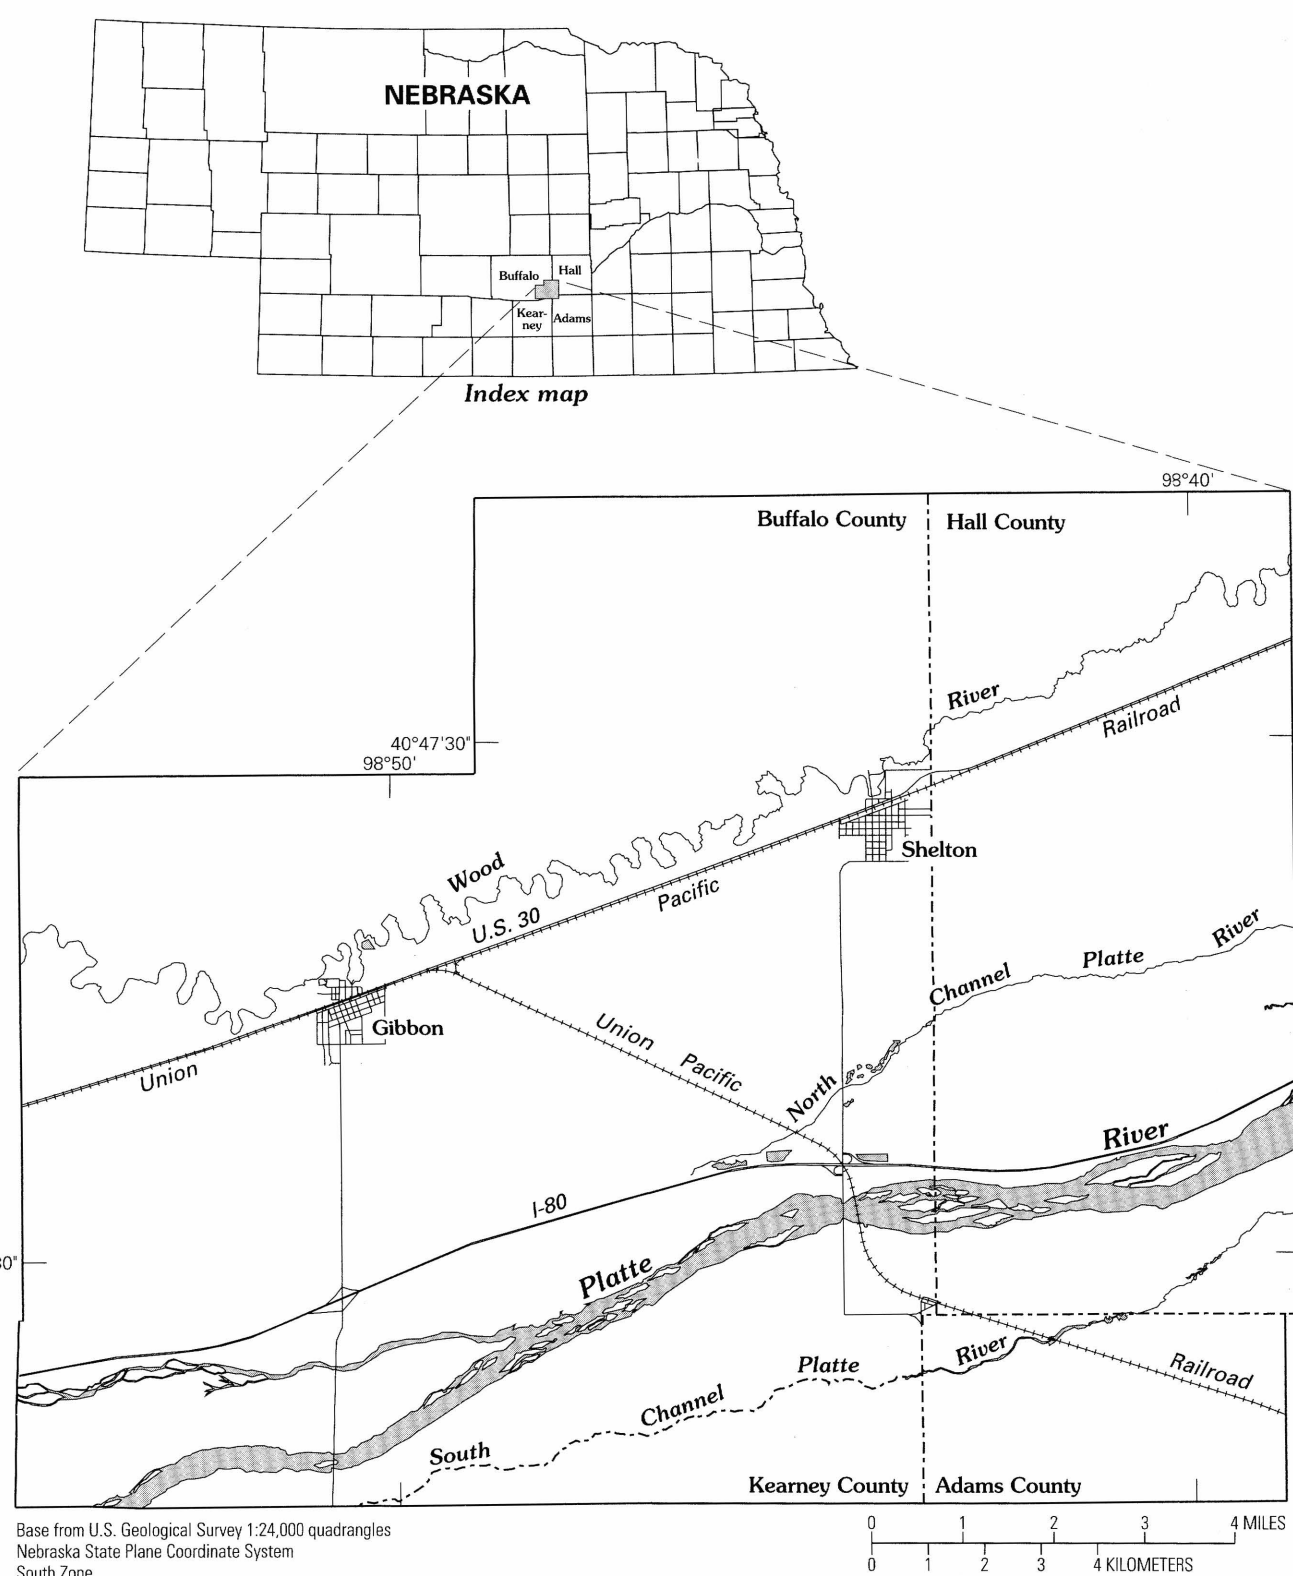 NEBRASKA
Buffalo
Hall
Kear-
ney
Adams
Index map
98°40'
Buffalo County
Hall County
River
Railroad
40°47'30"
98°50'
Shelton
Wood
Pacific
U.S. 30
River
Platte
Channel
Gibbon
Union
Union
Pacific
North
River
I-80
Platte
0"
River
Platte
Railroad
Channel
South
Kearney County
Adams County
Base from U.S. Geological Survey 1:24,000 quadrangles
Nebraska State Plane Coordinate System
South Zone
0 1 2 3 4 MILES
0 1 2 3 4 KILOMETERS